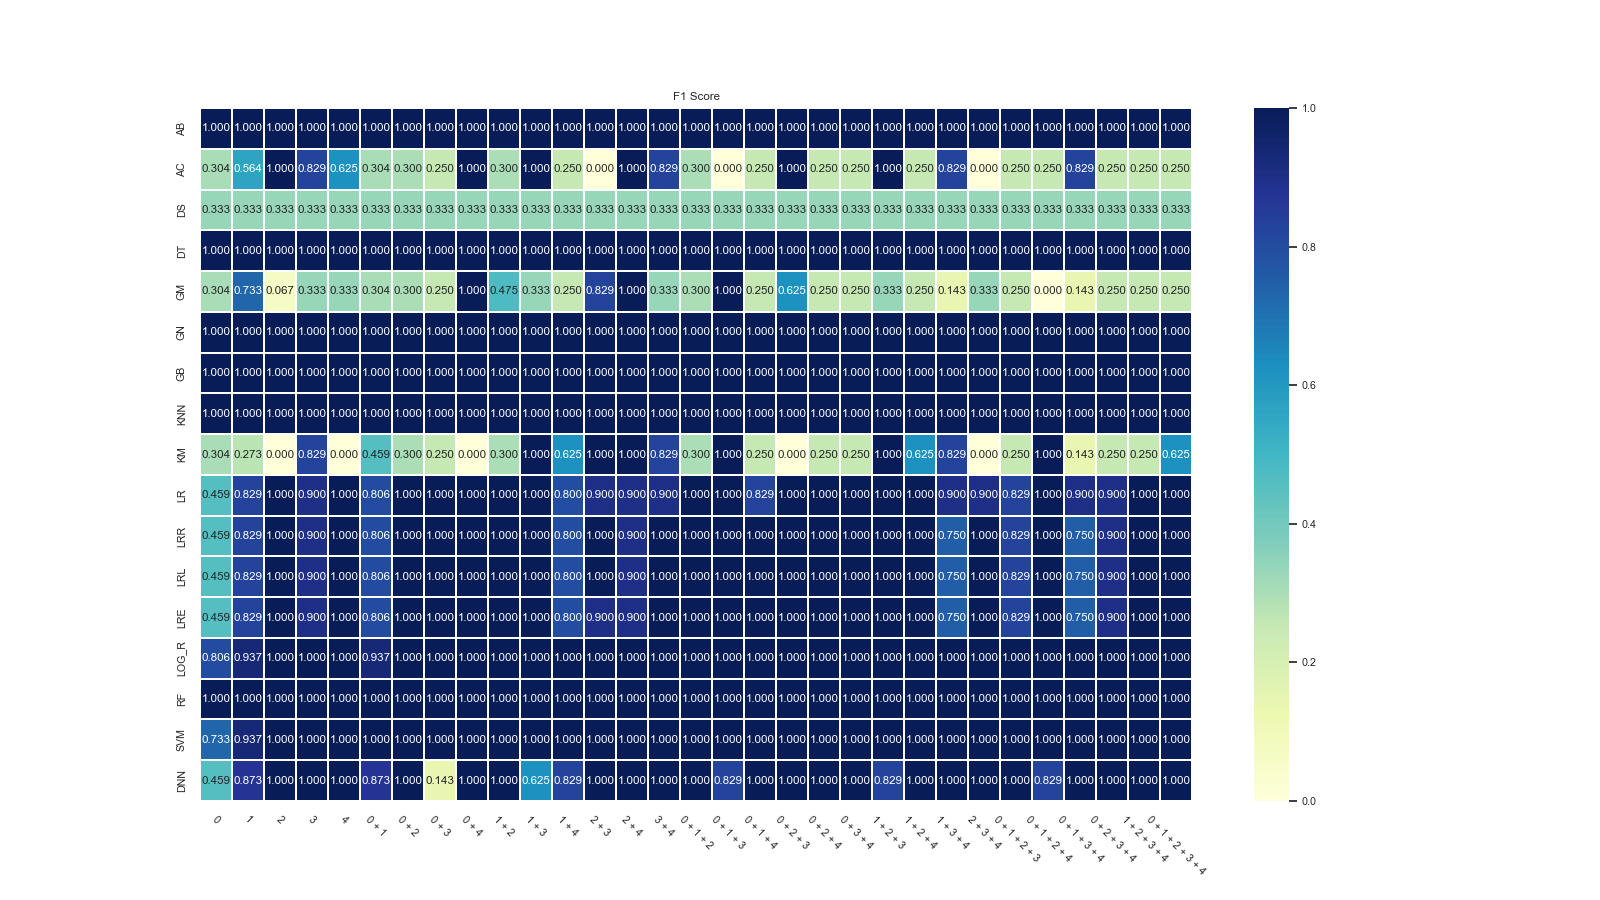 F1 Score
AB 1.000 1.000 1.000 1.000 1.000 1.000 1.000 1.000 1.000 1.000 1.000 1.000 1.000 1.000 1.000 1.000 1.000 1.000 1.000 1.000 1.000 1.000 1.000 1.000 1.000 1.000 1.000 1.000 1.000 1.000 1.000
AC 0.304 0.564 1.000 0.829 0.625 0.304 0.300 0.250 1.000 0.300 1.000 0.250 0.000 1.000 0.829 0.300 0.000 0.250 1.000 0.250 0.250 1.000 0.250 0.829 0.000 0.250 0.250 0.829 0.250 0.250 0.250
DS 0.333 0.333 0.333 0.333 0.333 0.333 0.333 0.333 0.333 0.333 0.333 0.333 0.333 0.333 0.333 0.333 0.333 0.333 0.333 0.333 0.333 0.333 0.333 0.333 0.333 0.333 0.333 0.333 0.333 0.333 0.333
DT 1.000 1.000 1.000 1.000 1.000 1.000 1.000 1.000 1.000 1.000 1.000 1.000 1.000 1.000 1.000 1.000 1.000 1.000 1.000 1.000 1.000 1.000 1.000 1.000 1.000 1.000 1.000 1.000 1.000 1.000 1.000
GM 0.304 0.733 0.067 0.333 0.333 0.304 0.300 0.250 1.000 0.475 0.333 0.250 0.829 1.000 0.333 0.300 1.000 0.250 0.625 0.250 0.250 0.333 0.250 0.143 0.333 0.250 0.000 0.143 0.250 0.250 0.250
GN 1.000 1.000 1.000 1.000 1.000 1.000 1.000 1.000 1.000 1.000 1.000 1.000 1.000 1.000 1.000 1.000 1.000 1.000 1.000 1.000 1.000 1.000 1.000 1.000 1.000 1.000 1.000 1.000 1.000 1.000 1.000
GB 1.000 1.000 1.000 1.000 1.000 1.000 1.000 1.000 1.000 1.000 1.000 1.000 1.000 1.000 1.000 1.000 1.000 1.000 1.000 1.000 1.000 1.000 1.000 1.000 1.000 1.000 1.000 1.000 1.000 1.000 1.000
KNN 1.000 1.000 1.000 1.000 1.000 1.000 1.000 1.000 1.000 1.000 1.000 1.000 1.000 1.000 1.000 1.000 1.000 1.000 1.000 1.000 1.000 1.000 1.000 1.000 1.000 1.000 1.000 1.000 1.000 1.000 1.000
KM 0.304 0.273 0.000 0.829 0.000 0.459 0.300 0.250 0.000 0.300 1.000 0.625 1.000 1.000 0.829 0.300 1.000 0.250 0.000 0.250 0.250 1.000 0.625 0.829 0.000 0.250 1.000 0.143 0.250 0.250 0.625
LR 0.459 0.829 1.000 0.900 1.000 0.806 1.000 1.000 1.000 1.000 1.000 0.800 0.900 0.900 0.900 1.000 1.000 0.829 1.000 1.000 1.000 1.000 1.000 0.900 0.900 0.829 1.000 0.900 0.900 1.000 1.000
LRR 0.459 0.829 1.000 0.900 1.000 0.806 1.000 1.000 1.000 1.000 1.000 0.800 1.000 0.900 1.000 1.000 1.000 1.000 1.000 1.000 1.000 1.000 1.000 0.750 1.000 0.829 1.000 0.750 0.900 1.000 1.000
LRL 0.459 0.829 1.000 0.900 1.000 0.806 1.000 1.000 1.000 1.000 1.000 0.800 1.000 0.900 1.000 1.000 1.000 1.000 1.000 1.000 1.000 1.000 1.000 0.750 1.000 0.829 1.000 0.750 0.900 1.000 1.000
LRE 0.459 0.829 1.000 0.900 1.000 0.806 1.000 1.000 1.000 1.000 1.000 0.800 0.900 0.900 1.000 1.000 1.000 1.000 1.000 1.000 1.000 1.000 1.000 0.750 1.000 0.829 1.000 0.750 0.900 1.000 1.000
LOG_R 0.806 0.937 1.000 1.000 1.000 0.937 1.000 1.000 1.000 1.000 1.000 1.000 1.000 1.000 1.000 1.000 1.000 1.000 1.000 1.000 1.000 1.000 1.000 1.000 1.000 1.000 1.000 1.000 1.000 1.000 1.000
RF 1.000 1.000 1.000 1.000 1.000 1.000 1.000 1.000 1.000 1.000 1.000 1.000 1.000 1.000 1.000 1.000 1.000 1.000 1.000 1.000 1.000 1.000 1.000 1.000 1.000 1.000 1.000 1.000 1.000 1.000 1.000
SVM 0.733 0.937 1.000 1.000 1.000 1.000 1.000 1.000 1.000 1.000 1.000 1.000 1.000 1.000 1.000 1.000 1.000 1.000 1.000 1.000 1.000 1.000 1.000 1.000 1.000 1.000 1.000 1.000 1.000 1.000 1.000
DNN 0.459 0.873 1.000 1.000 1.000 0.873 1.000 0.143 1.000 1.000 0.625 0.829 1.000 1.000 1.000 1.000 0.829 1.000 1.000 1.000 1.000 0.829 1.000 1.000 1.000 1.000 0.829 1.000 1.000 1.000 1.000
0
1
2
3
4
0 + 1
0 + 2
0 + 3
0 + 4
1 + 2
1 + 3
1 + 4
2 + 3
2 + 4
3 + 4
0 + 1 + 2
0 + 1 + 3
0 + 1 + 4
0 + 2 + 3
0 + 2 + 4
0 + 3 + 4
1 + 2 + 3
1 + 2 + 4
1 + 3 + 4
2 + 3 + 4
0 + 1 + 2 + 3
0 + 1 + 2 + 4
0 + 1 + 3 + 4
0 + 2 + 3 + 4
1 + 2 + 3 + 4
0 + 1 + 2 + 3 + 4
1.0
0.8
0.6
0.4
0.2
0.0